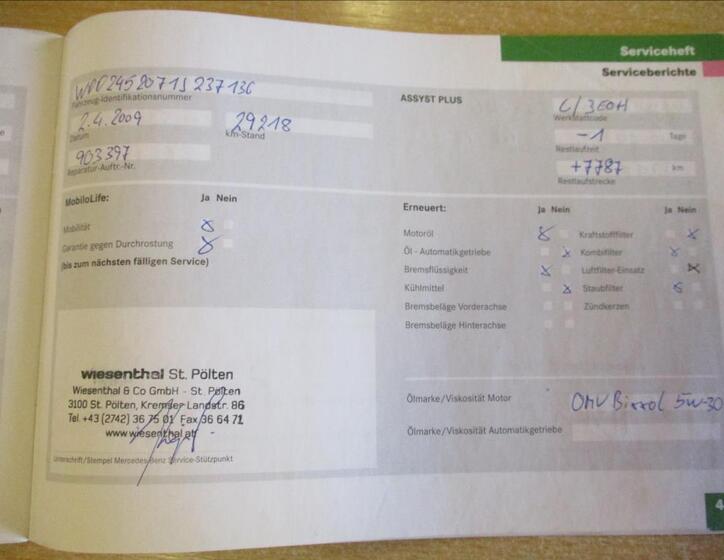 Serviceheft
Serviceberichte
WDD2452071J237136
Fahrzeug-Identifikationsnummer
2.4.2009
Datum
29218
km-Stand
903397
Reparatur-Auftr.-Nr.
ASSYST PLUS
Werkstattcode
-1 Tage
Restlaufzeit
+7787 km
Restlaufstrecke
MobiloLife:
Ja Nein
Mobilität
Garantie gegen Durchrostung
(bis zum nächsten fälligen Service)
Erneuert:
Ja Nein
Ja Nein
Motoröl
Kraftstofffilter
Öl - Automatikgetriebe
Kombifilter
Bremsflüssigkeit
Luftfilter-Einsatz
Kühlmittel
Staubfilter
Bremsbeläge Vorderachse
Zündkerzen
Bremsbeläge Hinterachse
wiesenthal St. Pölten
Wiesenthal & Co GmbH - St. Pölten
3100 St. Pölten, Kremser Landstr. 86
Tel. +43 (2742) 36 75 01 Fax 36 64 71
www.wiesenthal.at
Unterschrift/Stempel Mercedes-Benz Service-Stützpunkt
Ölmarke/Viskosität Motor
OMV Bixxol 5W-30
Ölmarke/Viskosität Automatikgetriebe
4